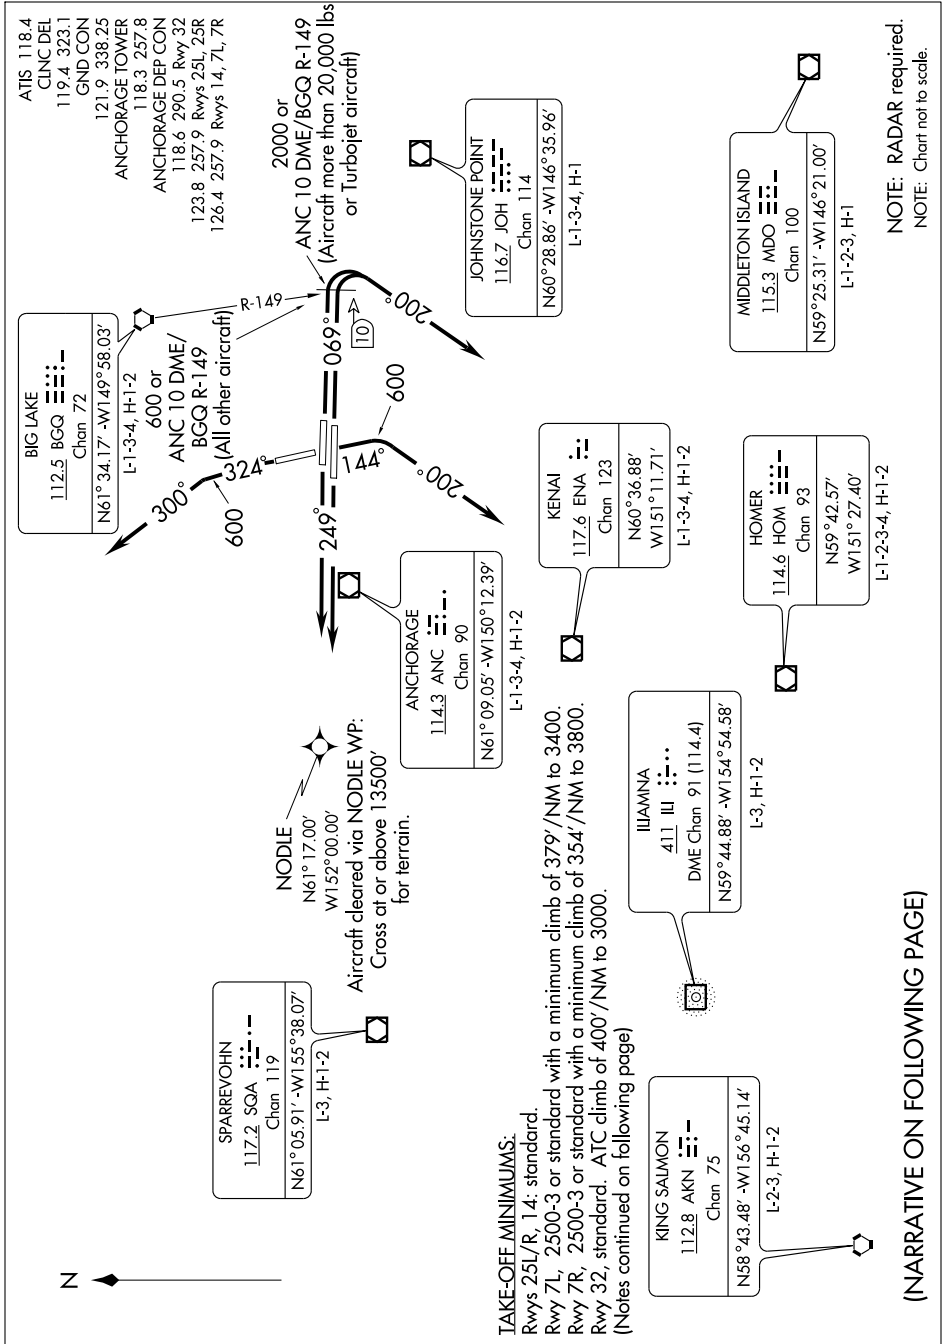 ATIS 118.4
CLNC DEL
119.4 323.1
GND CON
121.9 338.25
ANCHORAGE TOWER
118.3 257.8
ANCHORAGE DEP CON
118.6 290.5 Rwy 32
123.8 257.9 Rwys 25L, 25R
126.4 257.9 Rwys 14, 7L, 7R
N
BIG LAKE
112.5 BGQ
Chan 72
N61°34.17' -W149°58.03'
L-1-3-4, H-1-2
600 or
ANC 10 DME/
BGQ R-149
(All other aircraft)
R-149
2000 or
ANC 10 DME/BGQ R-149
(Aircraft more than 20,000 lbs
or Turbojet aircraft)
300°
324°
600
249°
069°
10
200°
144°
600
200°
SPARREVOHN
117.2 SQA
Chan 119
N61°05.91' -W155°38.07'
L-3, H-1-2
NODLE
N61°17.00'
W152°00.00'
Aircraft cleared via NODLE WP:
Cross at or above 13500'
for terrain.
ANCHORAGE
114.3 ANC
Chan 90
N61°09.05' -W150°12.39'
L-1-3-4, H-1-2
JOHNSTONE POINT
116.7 JOH
Chan 114
N60°28.86' -W146°35.96'
L-1-3-4, H-1
KENAI
117.6 ENA
Chan 123
N60°36.88'
W151°11.71'
L-1-3-4, H-1-2
TAKE-OFF MINIMUMS:
Rwys 25L/R, 14: standard.
Rwy 7L, 2500-3 or standard with a minimum climb of 379'/NM to 3400.
Rwy 7R, 2500-3 or standard with a minimum climb of 354'/NM to 3800.
Rwy 32, standard. ATC climb of 400'/NM to 3000.
(Notes continued on following page)
ILIAMNA
411 ILI
DME Chan 91 (114.4)
N59°44.88' -W154°54.58'
L-3, H-1-2
HOMER
114.6 HOM
Chan 93
N59°42.57'
W151°27.40'
L-1-2-3-4, H-1-2
MIDDLETON ISLAND
115.3 MDO
Chan 100
N59°25.31' -W146°21.00'
L-1-2-3, H-1
KING SALMON
112.8 AKN
Chan 75
N58°43.48' -W156°45.14'
L-2-3, H-1-2
NOTE: RADAR required.
NOTE: Chart not to scale.
(NARRATIVE ON FOLLOWING PAGE)